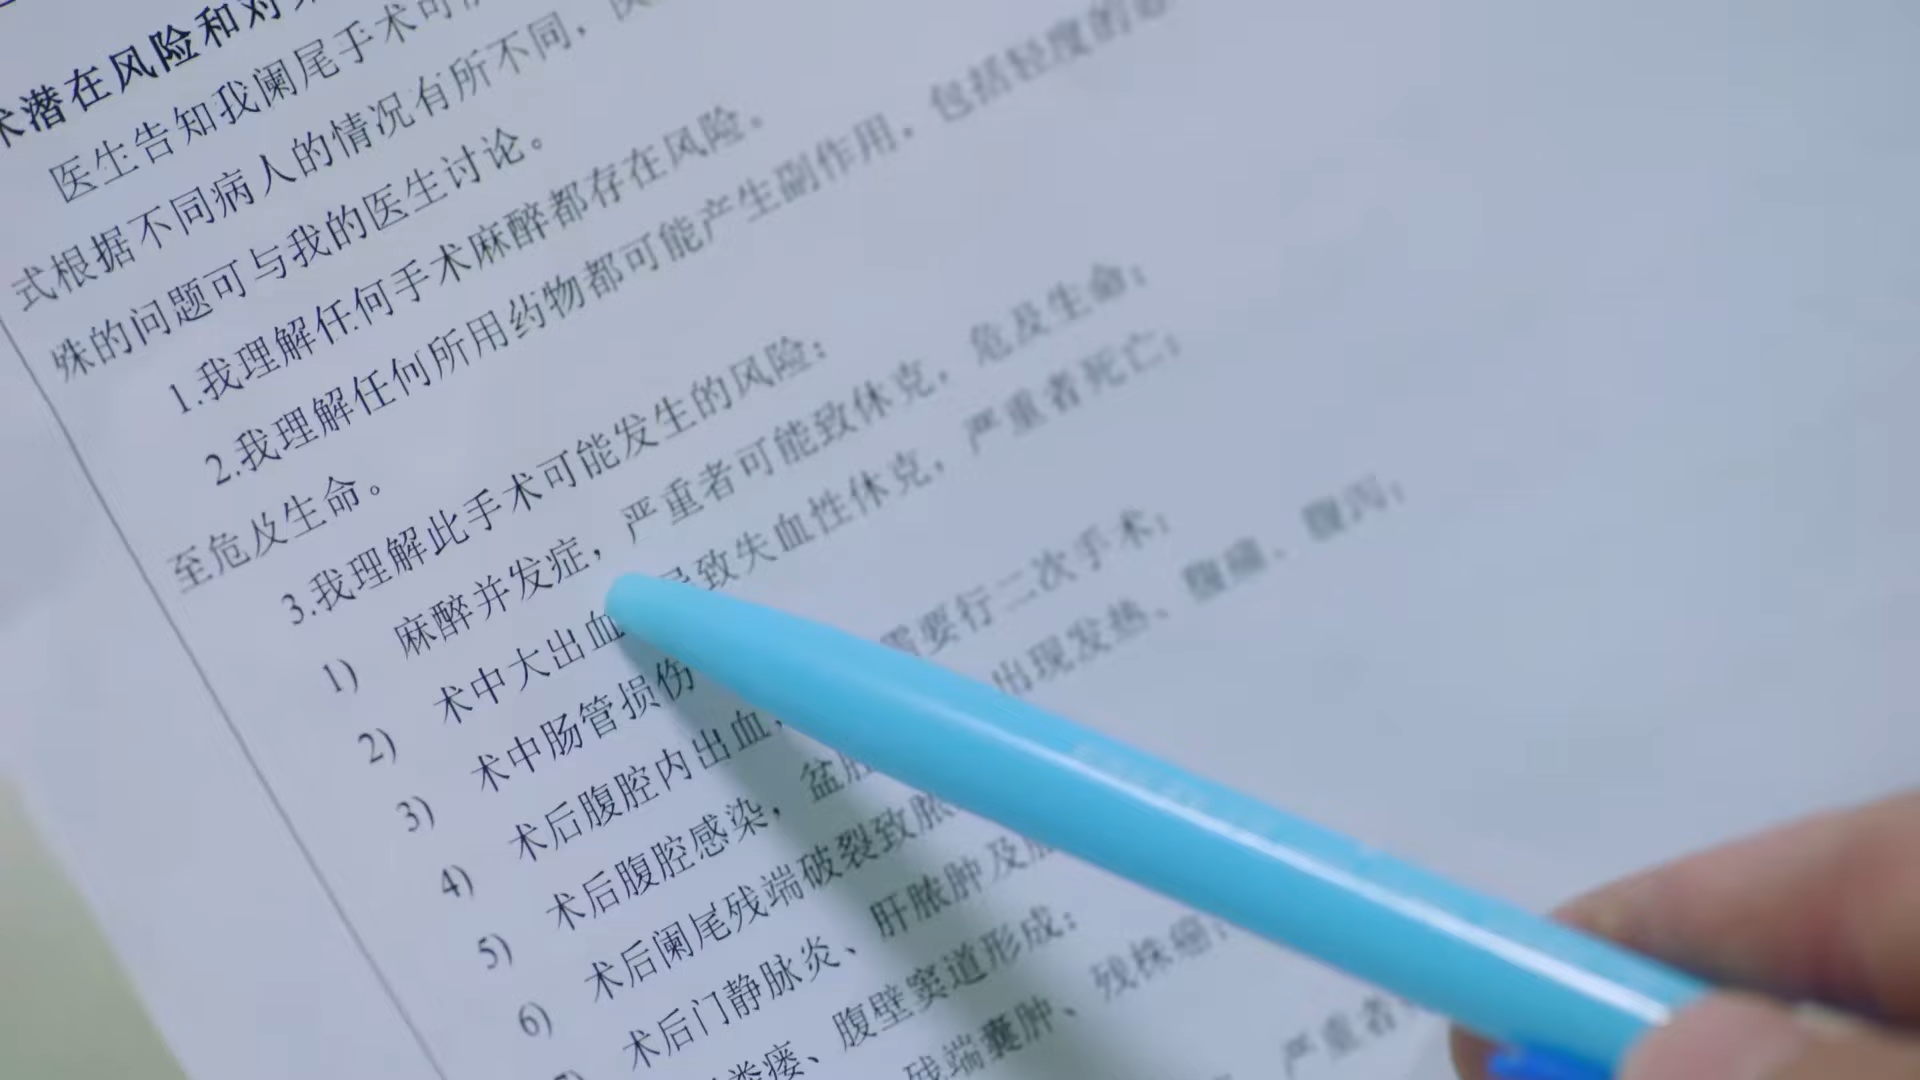 术潜在风险和对
医生告知我阑尾手术可
式根据不同病人的情况有所不同,
殊的问题可与我的医生讨论。
1.我理解任何手术麻醉都存在风险。
2.我理解任何所用药物都可能产生副作用,包括轻度的
至危及生命。
3.我理解此手术可能发生的风险:
1) 麻醉并发症,严重者可能致休克,危及生命;
2) 术中大出血 导致失血性休克,严重者死亡;
3) 术中肠管损伤 需要行二次手术;
4) 术后腹腔内出血, 出现发热、腹痛、腹泻;
5) 术后腹腔感染,盆腔
6) 术后阑尾残端破裂致脓
术后门静脉炎、肝脓肿及脓
粪瘘、腹壁窦道形成;
残端囊肿、残株癌
严重者